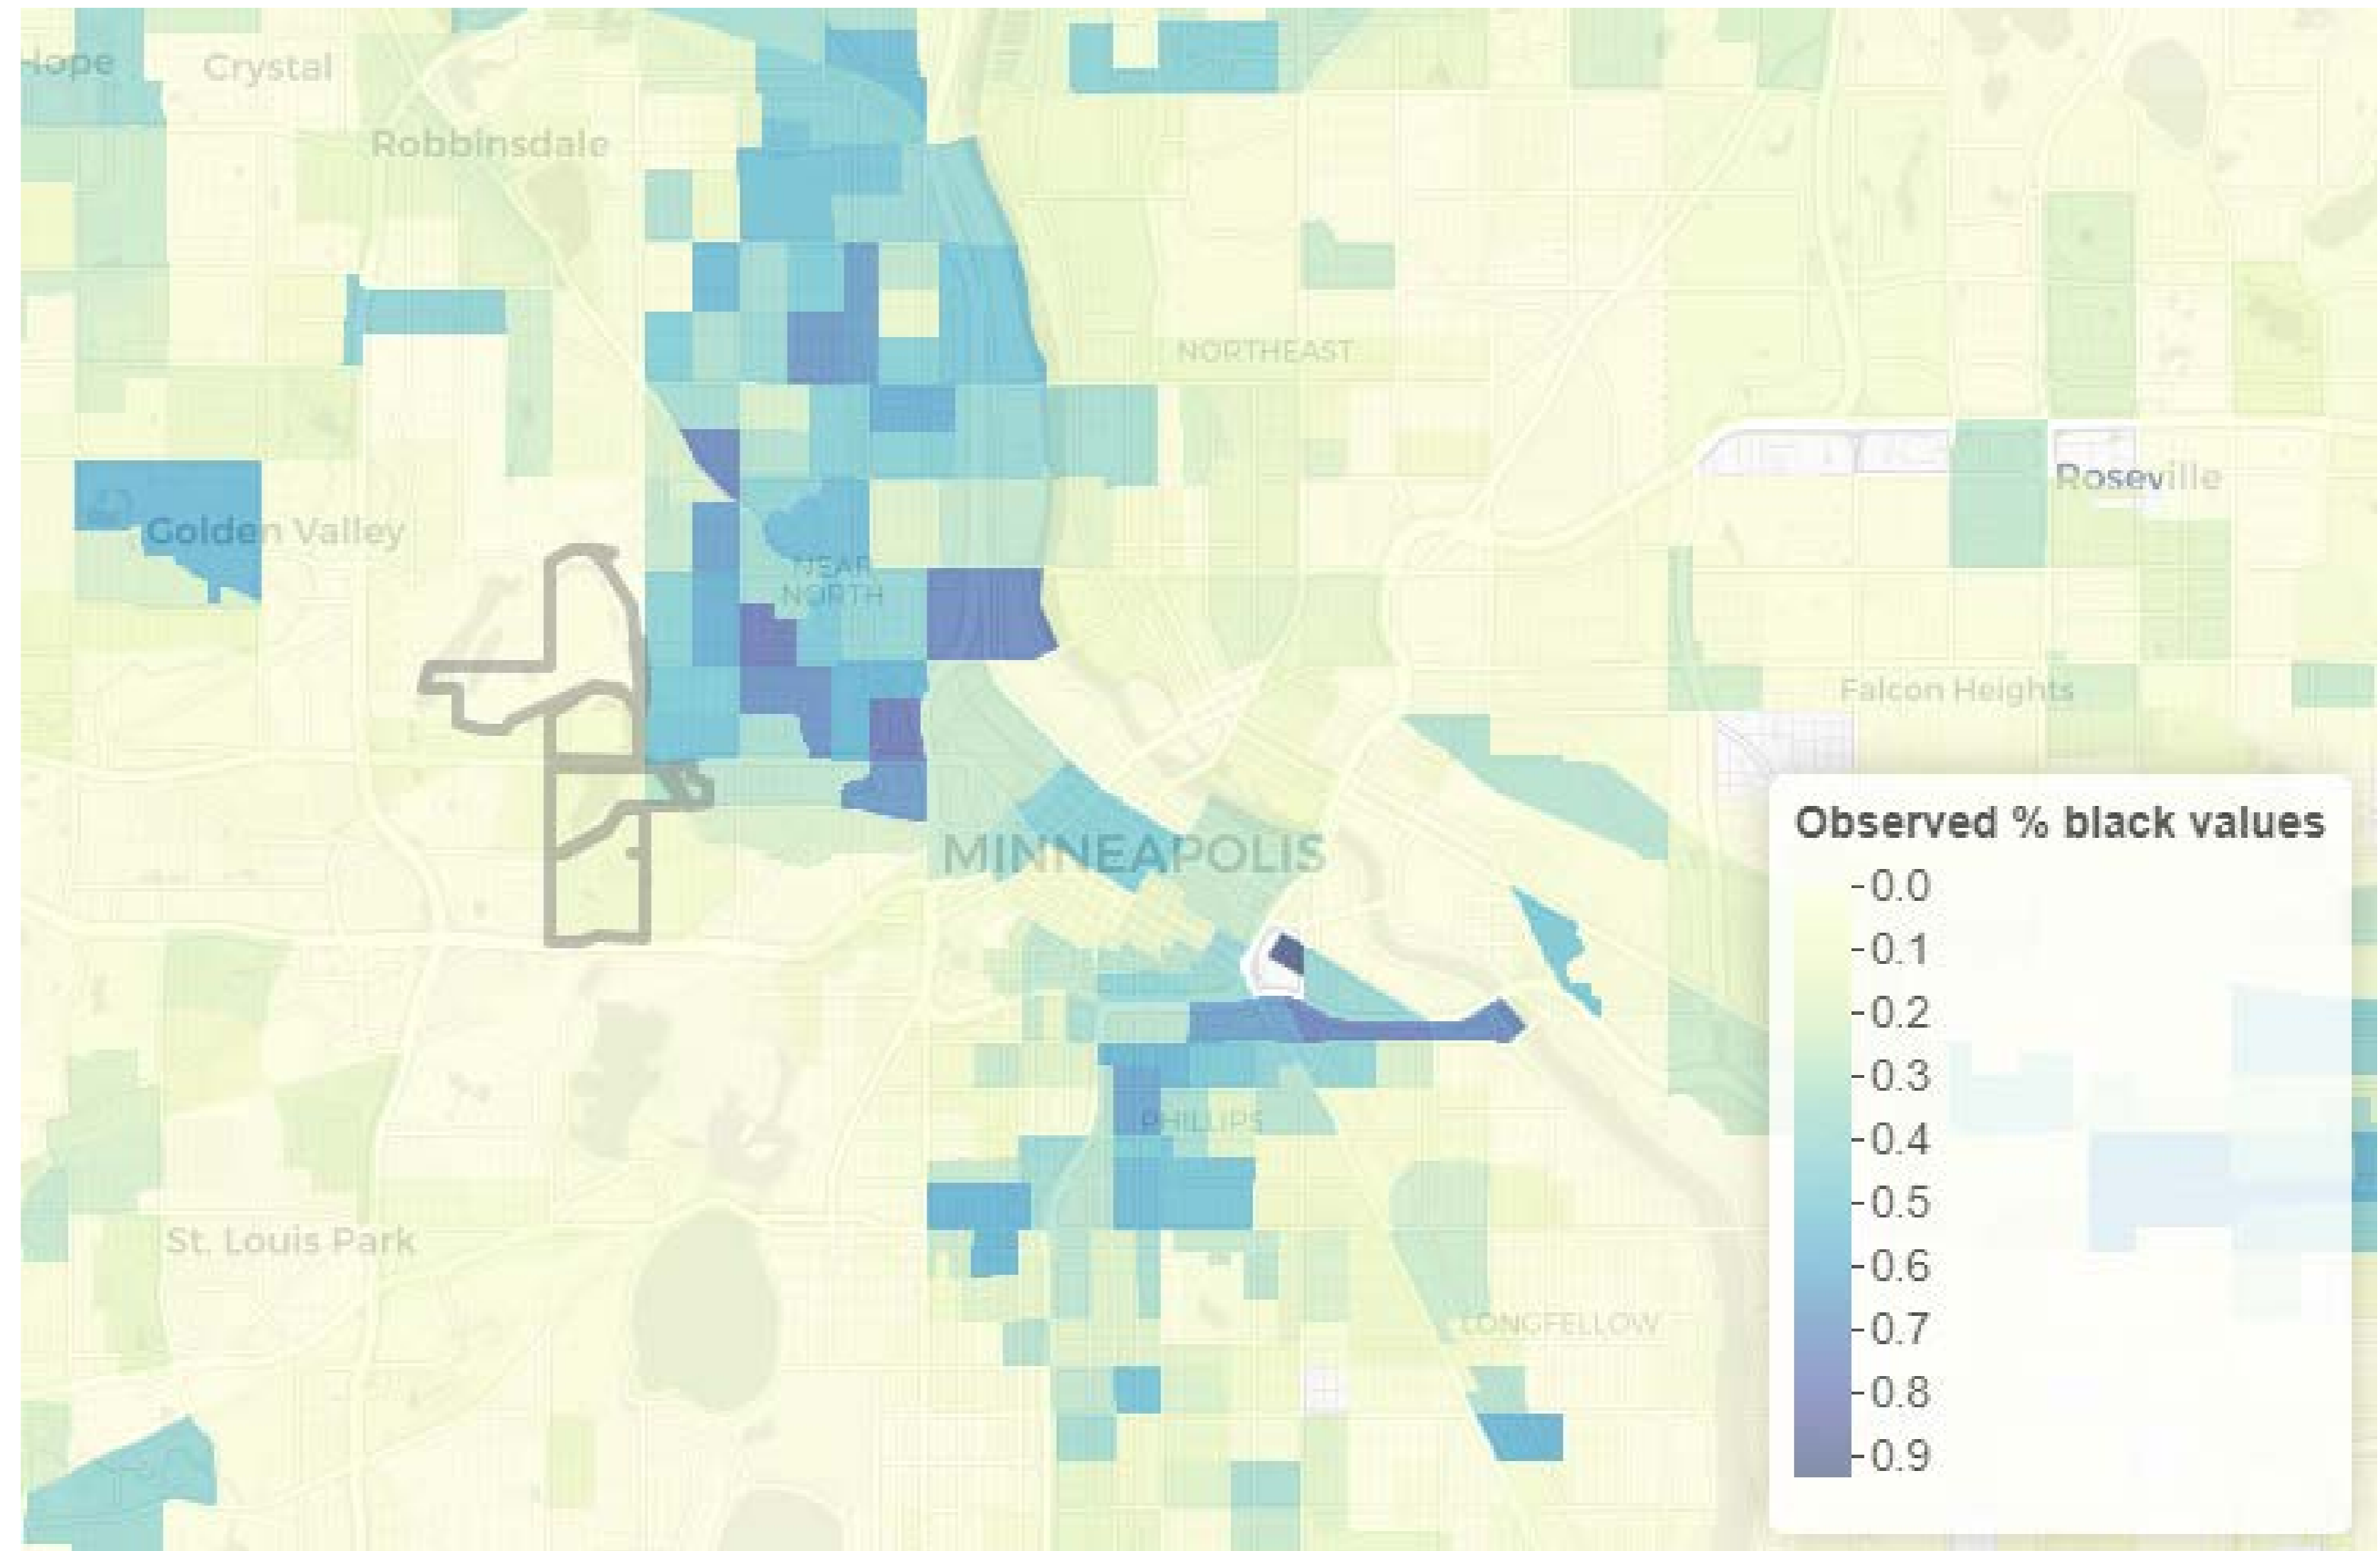 Hope
Crystal
Robbinsdale
NORTHEAST
Roseville
Golden Valley
NEAR
NORTH
Falcon Heights
MINNEAPOLIS
PHILLIPS
St. Louis Park
LONGFELLOW
Observed % black values
-0.0
-0.1
-0.2
-0.3
-0.4
-0.5
-0.6
-0.7
-0.8
-0.9